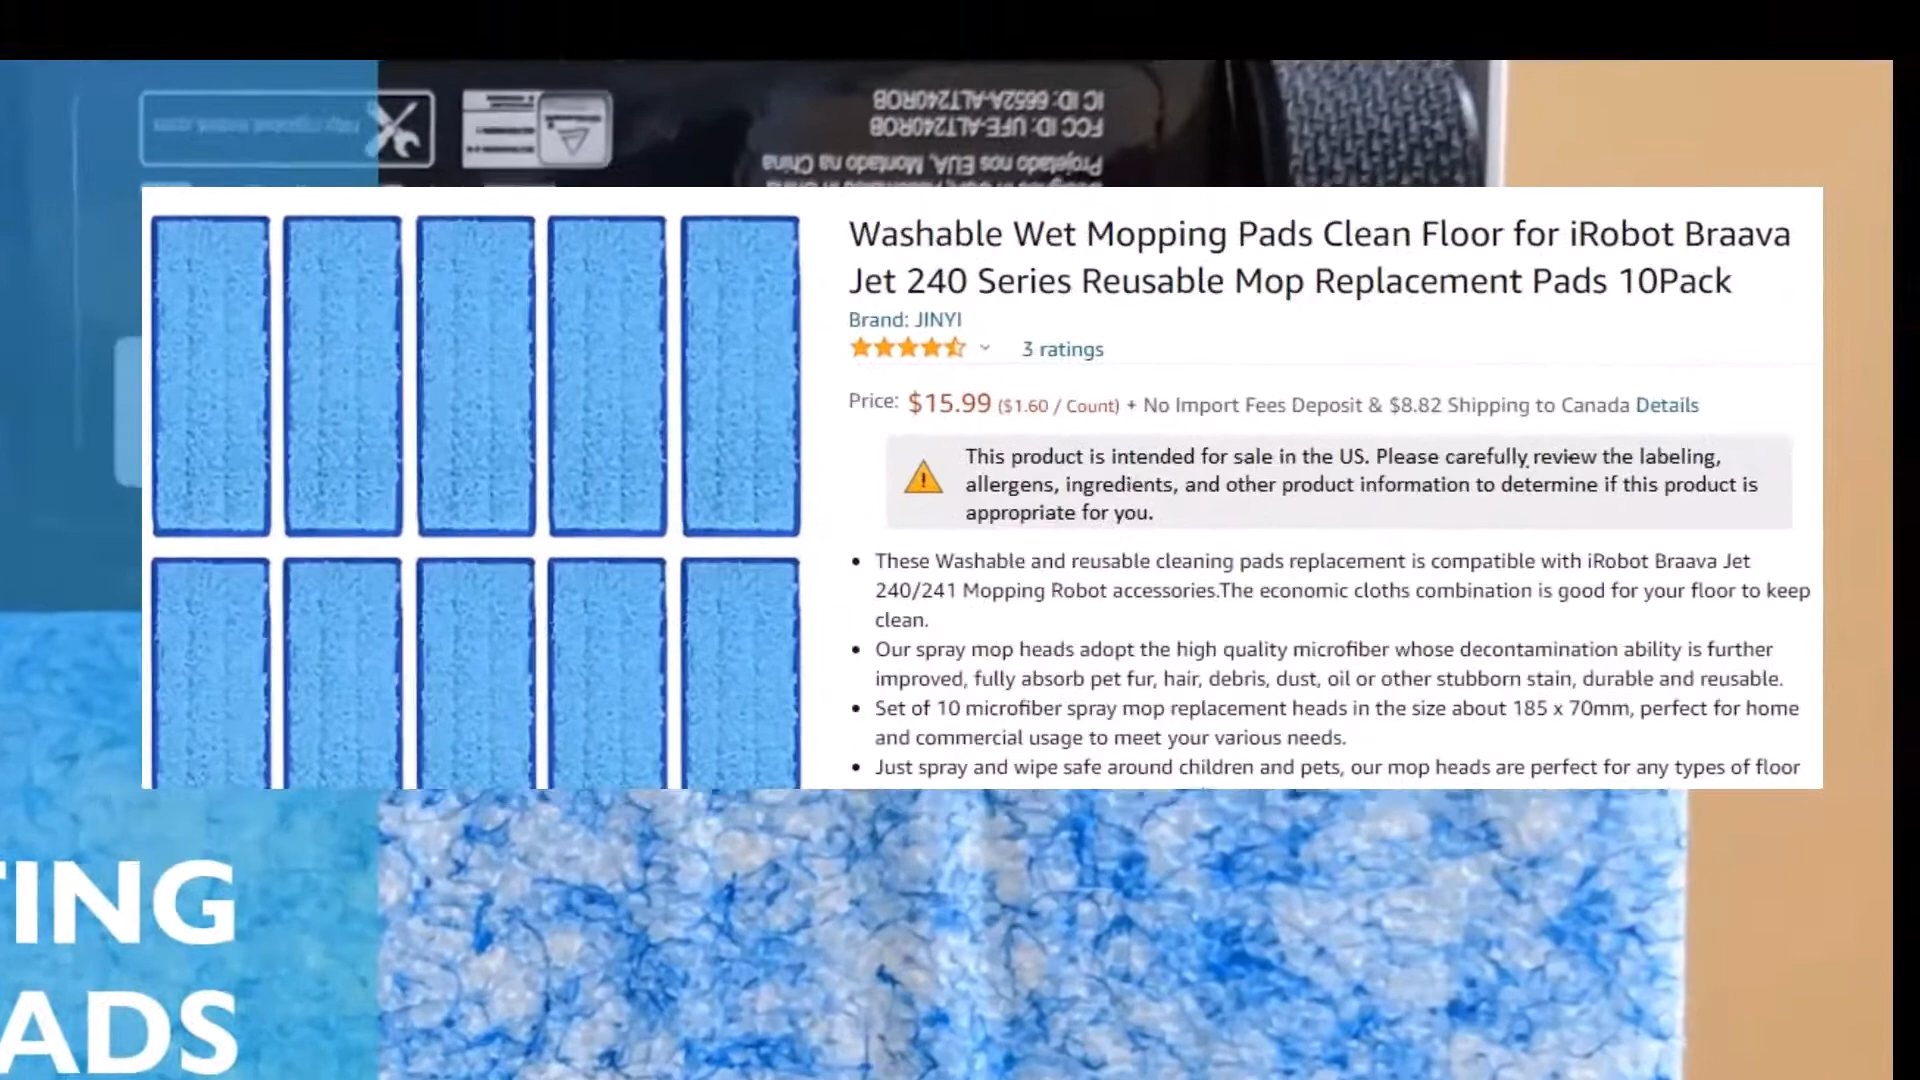 IC ID: 6652A-ALT240ROB
FCC ID: UFE-ALT240ROB
Projetado nos EUA, Montado na China
Washable Wet Mopping Pads Clean Floor for iRobot Braava
Jet 240 Series Reusable Mop Replacement Pads 10Pack
Brand: JINYI
3 ratings
Price: $15.99 ($1.60 / Count) + No Import Fees Deposit & $8.82 Shipping to Canada Details
This product is intended for sale in the US. Please carefully review the labeling,
allergens, ingredients, and other product information to determine if this product is
appropriate for you.
These Washable and reusable cleaning pads replacement is compatible with iRobot Braava Jet
240/241 Mopping Robot accessories.The economic cloths combination is good for your floor to keep
clean.
Our spray mop heads adopt the high quality microfiber whose decontamination ability is further
improved, fully absorb pet fur, hair, debris, dust, oil or other stubborn stain, durable and reusable.
Set of 10 microfiber spray mop replacement heads in the size about 185 x 70mm, perfect for home
and commercial usage to meet your various needs.
Just spray and wipe safe around children and pets, our mop heads are perfect for any types of floor
TING
ADS